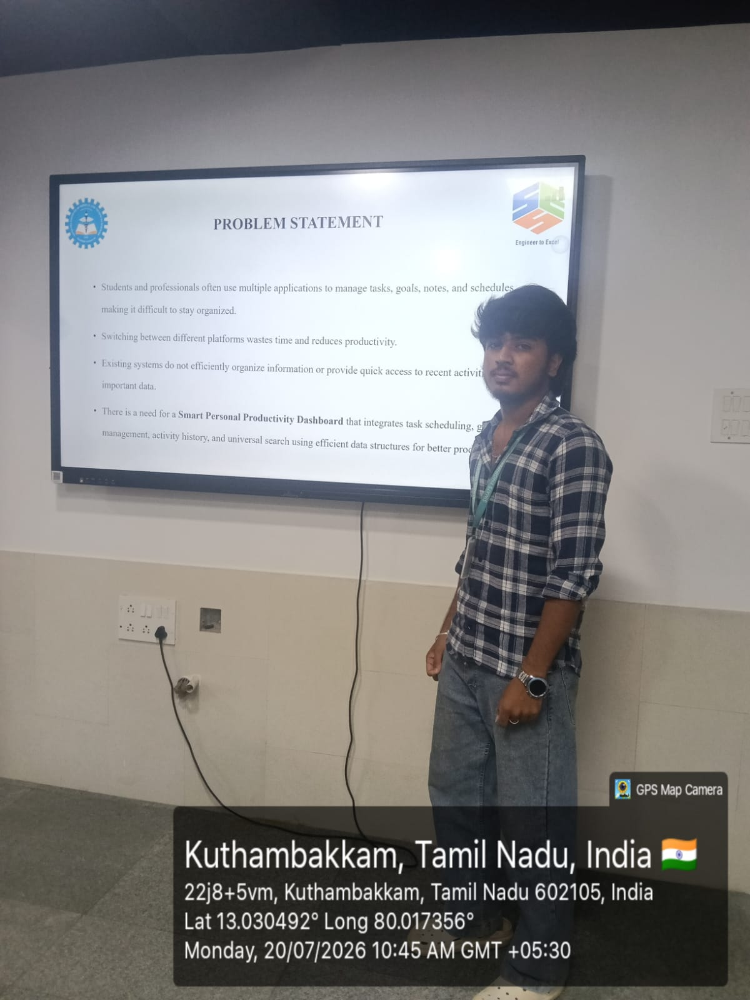 PROBLEM STATEMENT
Engineer to Excel
• Students and professionals often use multiple applications to manage tasks, goals, notes, and schedules
making it difficult to stay organized.
• Switching between different platforms wastes time and reduces productivity.
• Existing systems do not efficiently organize information or provide quick access to recent activiti
important data.
• There is a need for a Smart Personal Productivity Dashboard that integrates task scheduling, g
management, activity history, and universal search using efficient data structures for better proc
GPS Map Camera
Kuthambakkam, Tamil Nadu, India
22j8+5vm, Kuthambakkam, Tamil Nadu 602105, India
Lat 13.030492° Long 80.017356°
Monday, 20/07/2026 10:45 AM GMT +05:30